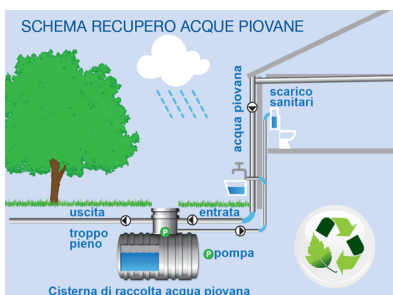 SCHEMA RECUPERO ACQUE PIOVANE
acqua piovana
scarico
sanitari
uscita
entrata
troppo
pieno
P
P pompa
Cisterna di raccolta acqua piovana